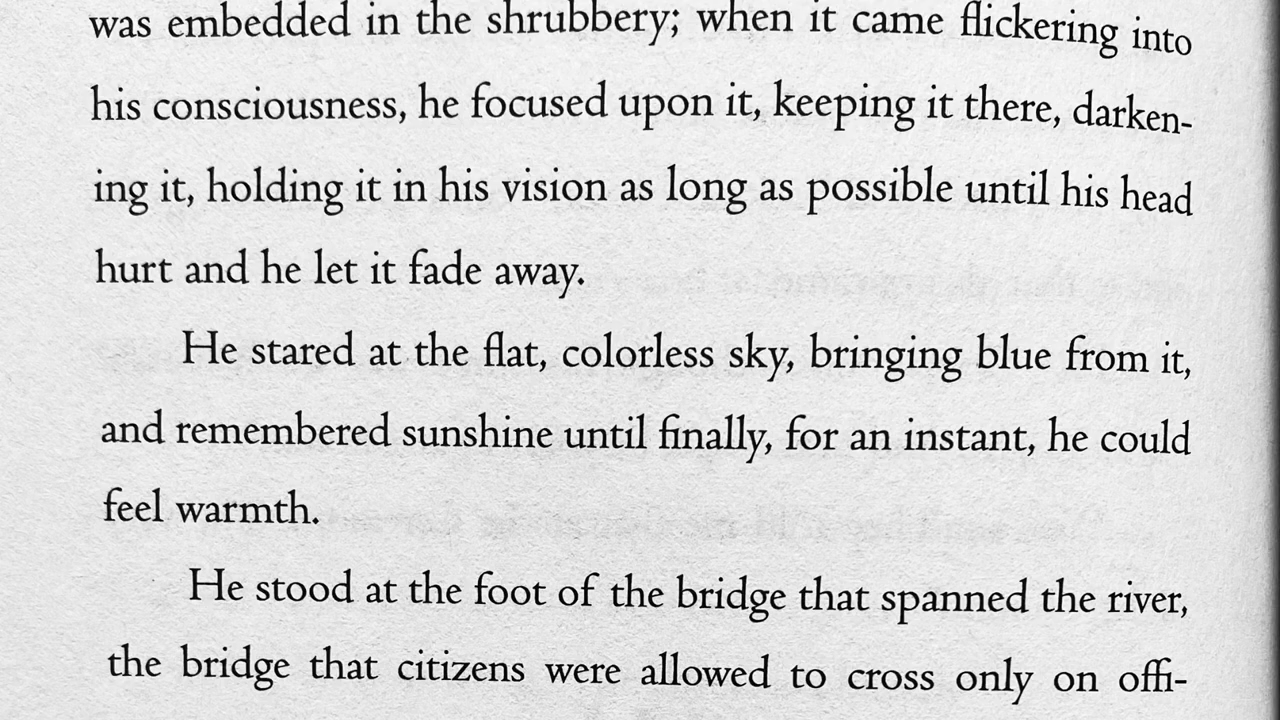 was embedded in the shrubbery; when it came flickering into
his consciousness, he focused upon it, keeping it there, darken-
ing it, holding it in his vision as long as possible until his head
hurt and he let it fade away.
He stared at the flat, colorless sky, bringing blue from it,
and remembered sunshine until finally, for an instant, he could
feel warmth.
He stood at the foot of the bridge that spanned the river,
the bridge that citizens were allowed to cross only on offi-